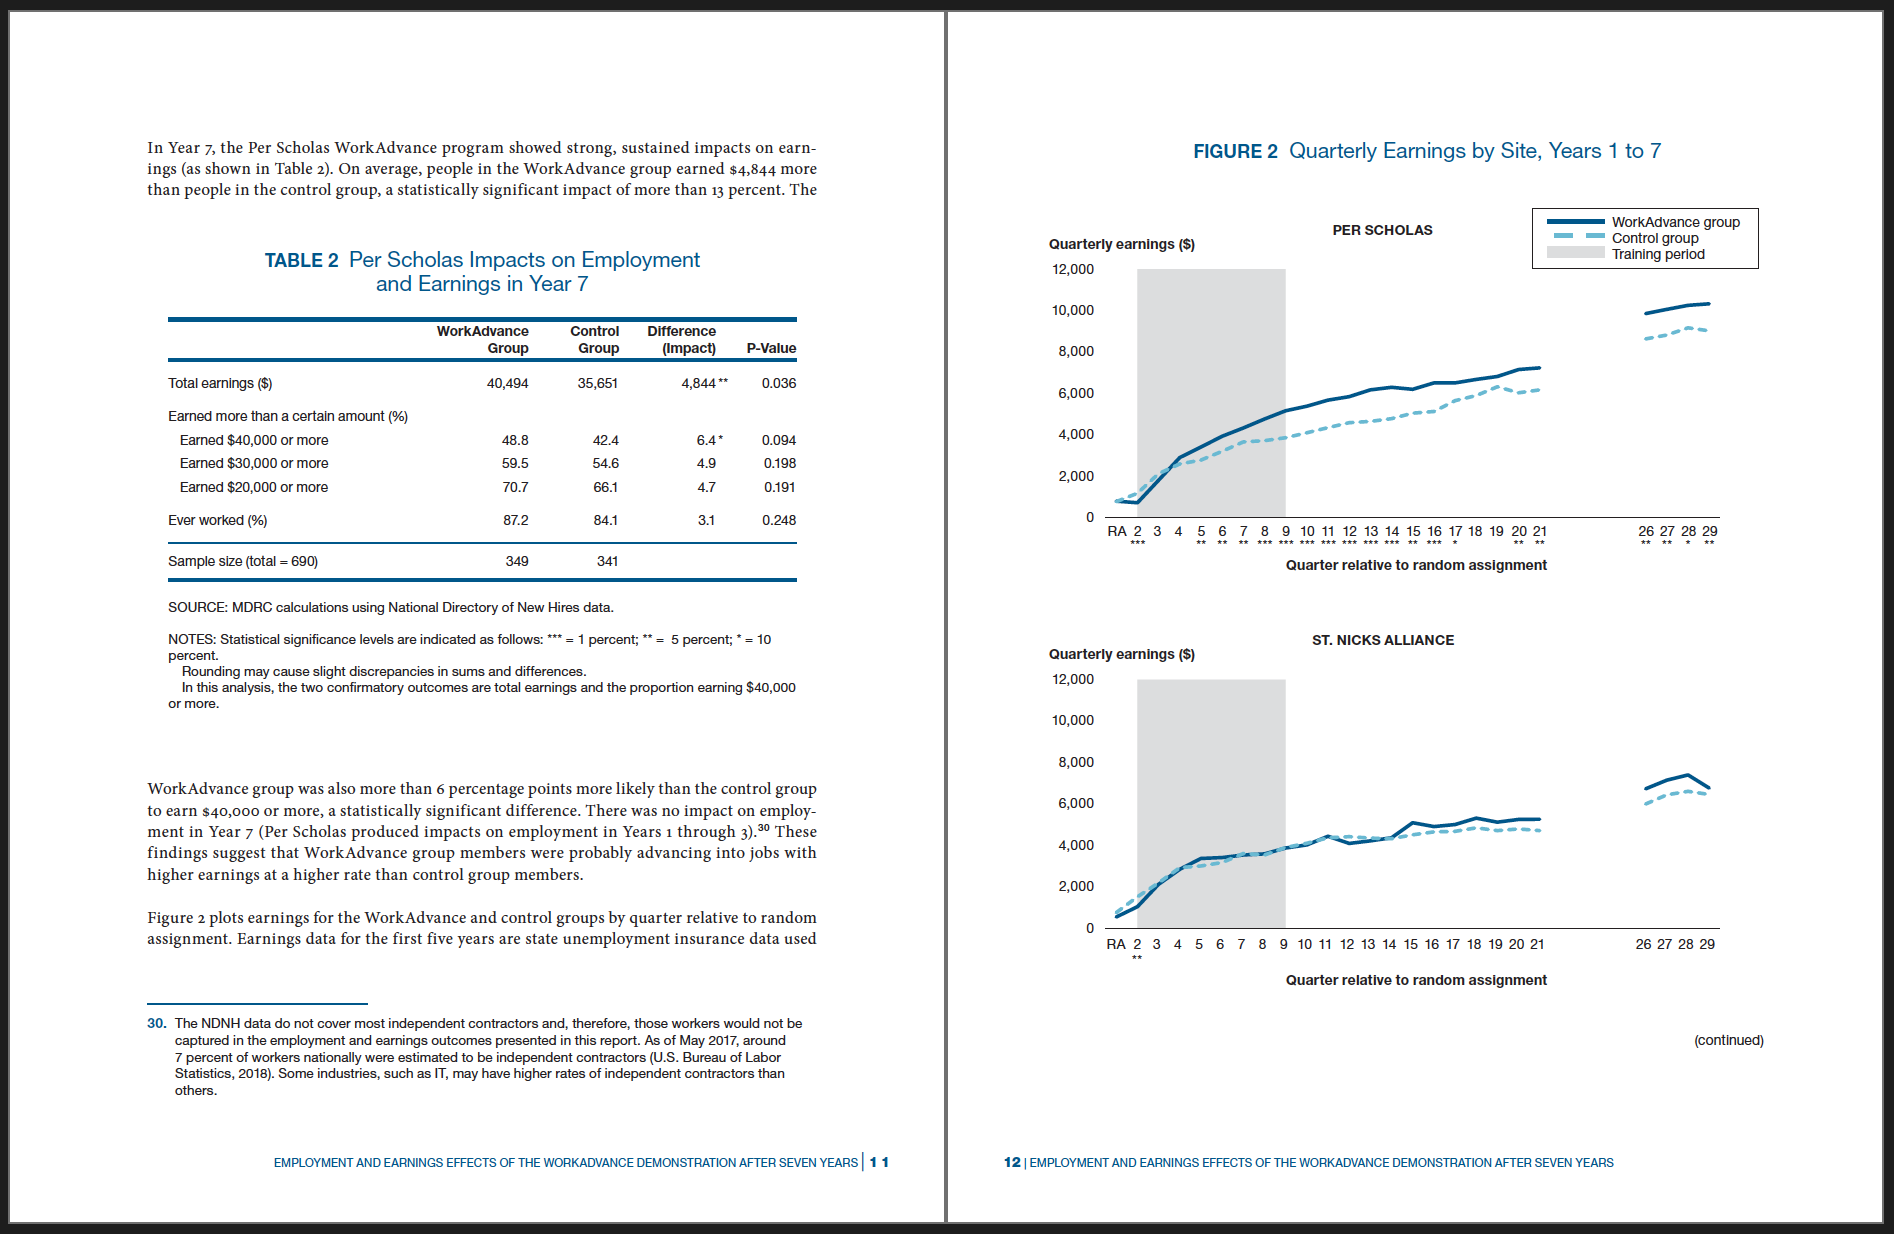 In Year 7, the Per Scholas WorkAdvance program showed strong, sustained impacts on earn-
ings (as shown in Table 2). On average, people in the WorkAdvance group earned $4,844 more
than people in the control group, a statistically significant impact of more than 13 percent. The
TABLE 2 Per Scholas Impacts on Employment
and Earnings in Year 7
WorkAdvance Control Difference
Group Group (Impact) P-Value
Total earnings ($) 40,494 35,651 4,844 ** 0.036
Earned more than a certain amount (%)
Earned $40,000 or more 48.8 42.4 6.4 * 0.094
Earned $30,000 or more 59.5 54.6 4.9 0.198
Earned $20,000 or more 70.7 66.1 4.7 0.191
Ever worked (%) 87.2 84.1 3.1 0.248
Sample size (total = 690) 349 341
SOURCE: MDRC calculations using National Directory of New Hires data.
NOTES: Statistical significance levels are indicated as follows: *** = 1 percent; ** = 5 percent; * = 10
percent.
Rounding may cause slight discrepancies in sums and differences.
In this analysis, the two confirmatory outcomes are total earnings and the proportion earning $40,000
or more.
WorkAdvance group was also more than 6 percentage points more likely than the control group
to earn $40,000 or more, a statistically significant difference. There was no impact on employ-
ment in Year 7 (Per Scholas produced impacts on employment in Years 1 through 3).30 These
findings suggest that WorkAdvance group members were probably advancing into jobs with
higher earnings at a higher rate than control group members.
Figure 2 plots earnings for the WorkAdvance and control groups by quarter relative to random
assignment. Earnings data for the first five years are state unemployment insurance data used
30. The NDNH data do not cover most independent contractors and, therefore, those workers would not be
captured in the employment and earnings outcomes presented in this report. As of May 2017, around
7 percent of workers nationally were estimated to be independent contractors (U.S. Bureau of Labor
Statistics, 2018). Some industries, such as IT, may have higher rates of independent contractors than
others.
EMPLOYMENT AND EARNINGS EFFECTS OF THE WORKADVANCE DEMONSTRATION AFTER SEVEN YEARS | 11
FIGURE 2 Quarterly Earnings by Site, Years 1 to 7
WorkAdvance group
Control group
Training period
PER SCHOLAS
Quarterly earnings ($)
12,000
10,000
8,000
6,000
4,000
2,000
0
RA 2 3 4 5 6 7 8 9 10 11 12 13 14 15 16 17 18 19 20 21 26 27 28 29
*** ** ** ** *** *** *** *** *** *** *** ** *** * ** ** ** ** * **
Quarter relative to random assignment
ST. NICKS ALLIANCE
Quarterly earnings ($)
12,000
10,000
8,000
6,000
4,000
2,000
0
RA 2 3 4 5 6 7 8 9 10 11 12 13 14 15 16 17 18 19 20 21 26 27 28 29
**
Quarter relative to random assignment
(continued)
12 | EMPLOYMENT AND EARNINGS EFFECTS OF THE WORKADVANCE DEMONSTRATION AFTER SEVEN YEARS